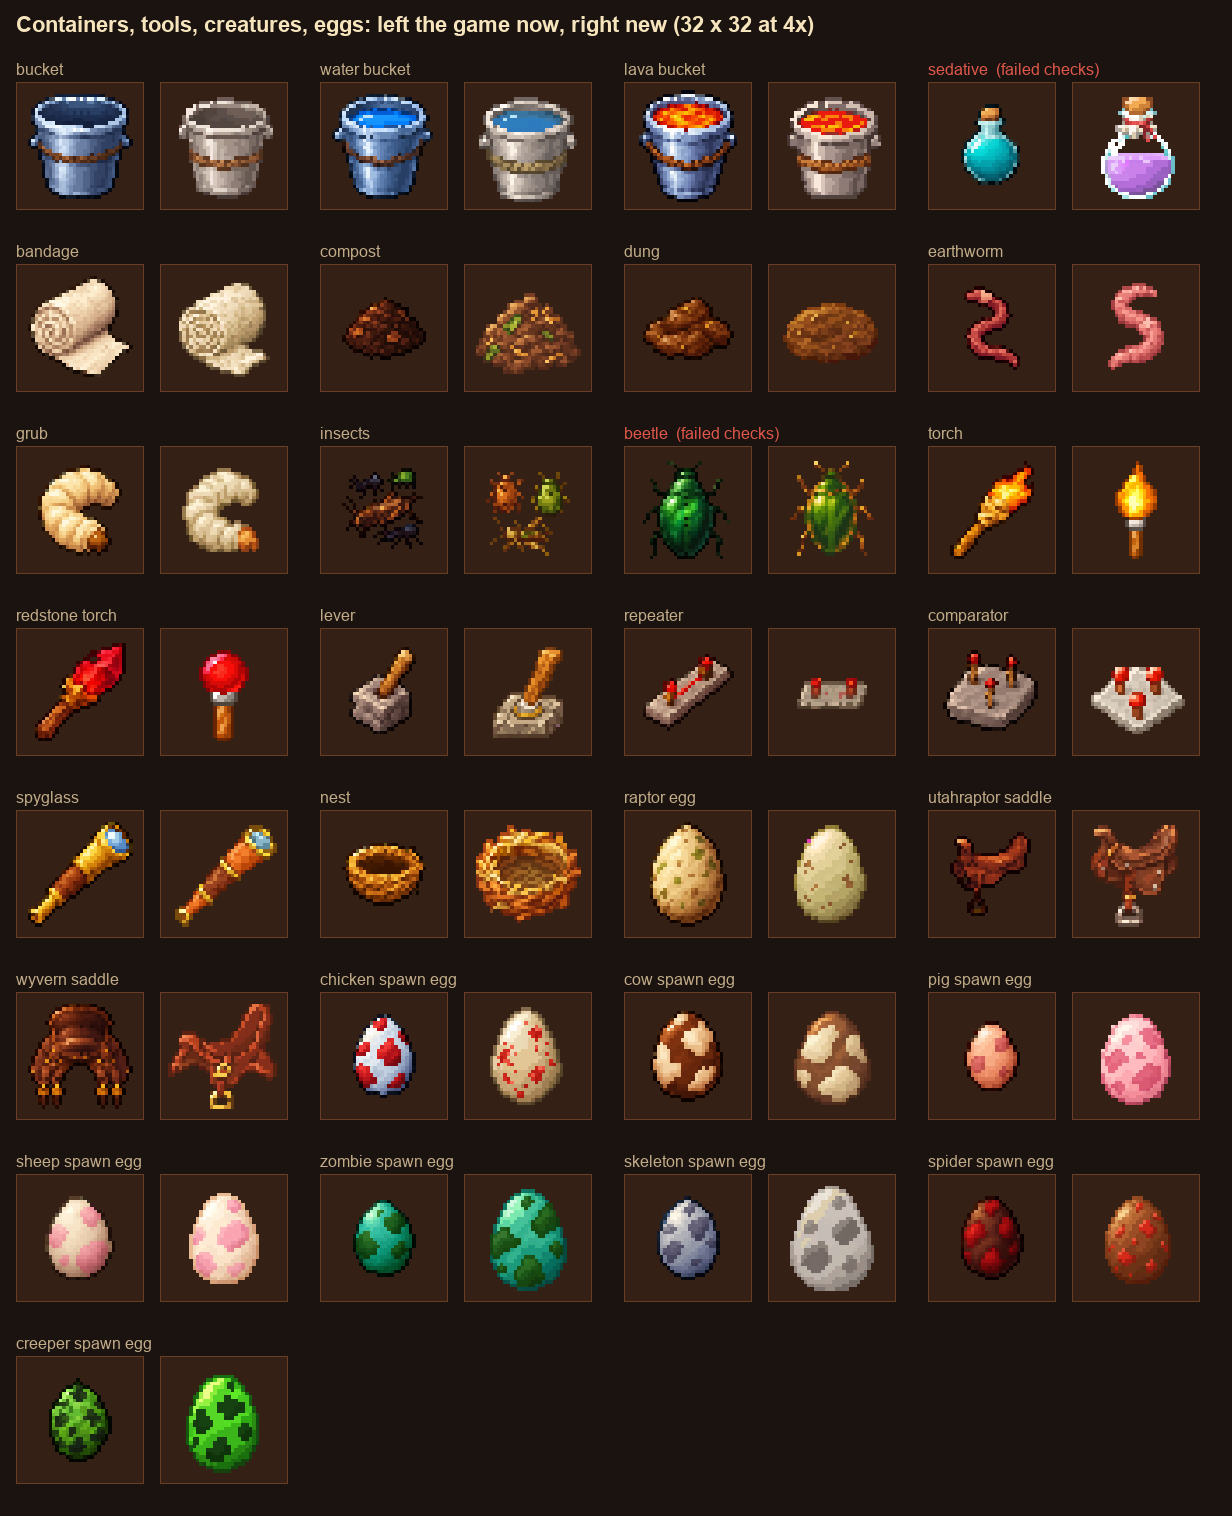 Containers, tools, creatures, eggs: left the game now, right new (32 x 32 at 4x)
bucket
water bucket
lava bucket
sedative (failed checks)
bandage
compost
dung
earthworm
grub
insects
beetle (failed checks)
torch
redstone torch
lever
repeater
comparator
spyglass
nest
raptor egg
utahraptor saddle
wyvern saddle
chicken spawn egg
cow spawn egg
pig spawn egg
sheep spawn egg
zombie spawn egg
skeleton spawn egg
spider spawn egg
creeper spawn egg